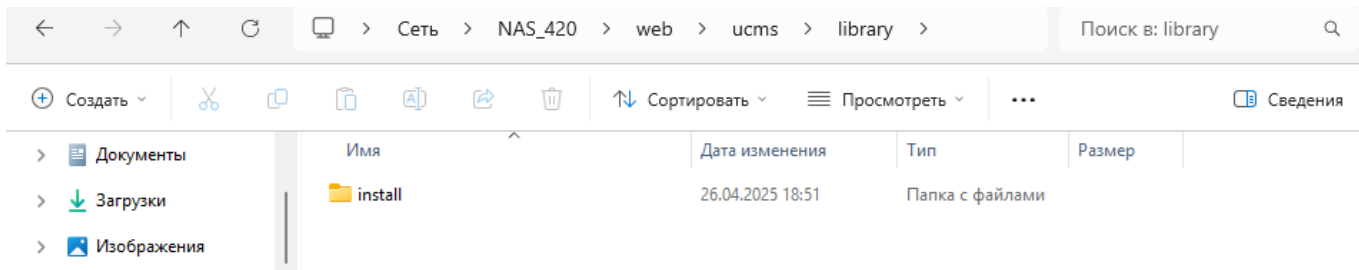 Сеть > NAS_420 > web > ucms > library >
Поиск в: library
Создать
Сортировать
Просмотреть
Сведения
Документы
Загрузки
Изображения
Имя Дата изменения Тип Размер
install 26.04.2025 18:51 Папка с файлами